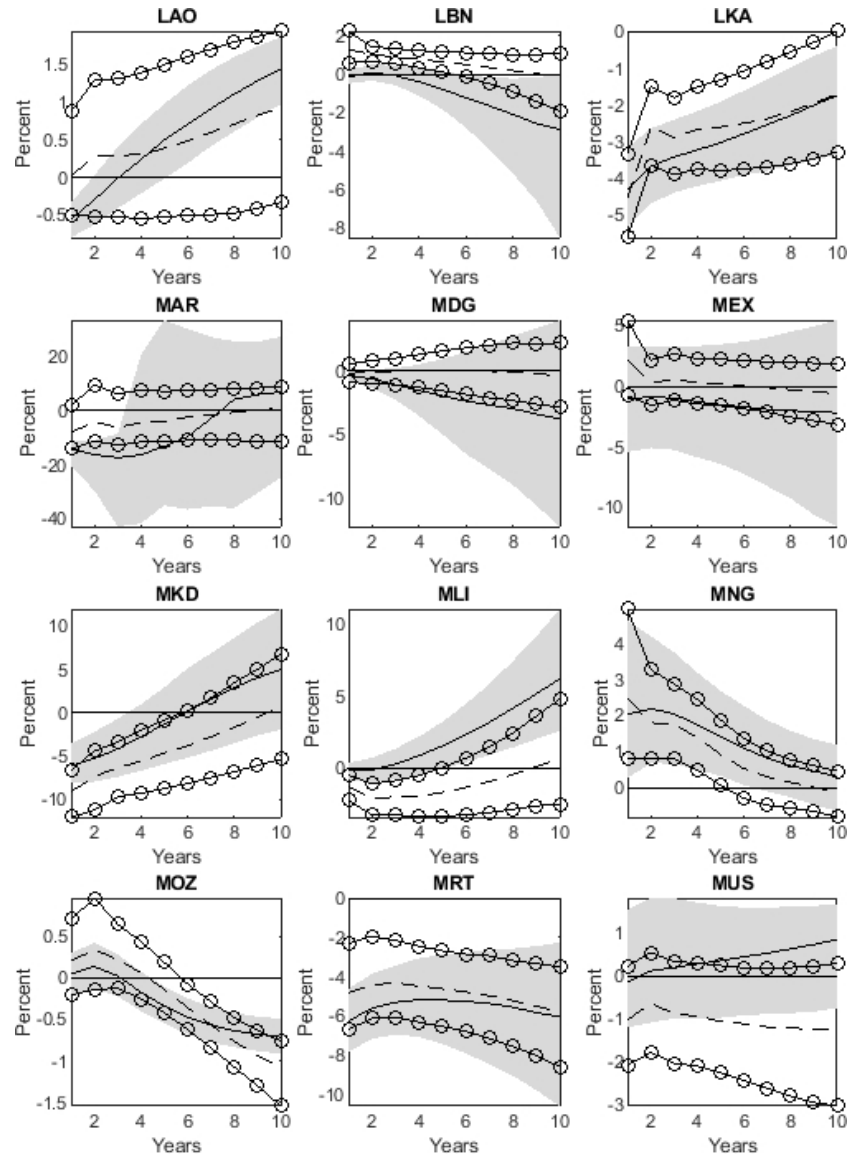 LAO
1.5
1
0.5
0
-0.5
Percent
2 4 6 8 10
Years
LBN
2
0
-2
-4
-6
-8
Percent
2 4 6 8 10
Years
LKA
0
-1
-2
-3
-4
-5
Percent
2 4 6 8 10
Years
MAR
20
0
-20
-40
Percent
2 4 6 8 10
Years
MDG
0
-5
-10
Percent
2 4 6 8 10
Years
MEX
5
0
-5
-10
Percent
2 4 6 8 10
Years
MKD
10
5
0
-5
-10
Percent
2 4 6 8 10
Years
MLI
10
5
0
Percent
2 4 6 8 10
Years
MNG
4
3
2
1
0
Percent
2 4 6 8 10
Years
MOZ
0.5
0
-0.5
-1
-1.5
Percent
2 4 6 8 10
Years
MRT
0
-2
-4
-6
-8
-10
Percent
2 4 6 8 10
Years
MUS
1
0
-1
-2
-3
Percent
2 4 6 8 10
Years